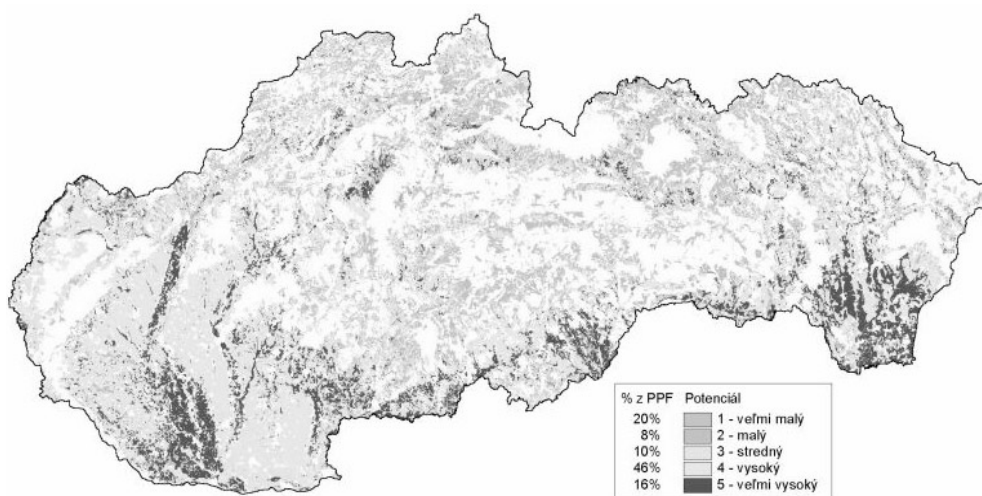 % z PPF Potenciál
20% 1 - veľmi malý
8% 2 - malý
10% 3 - stredný
46% 4 - vysoký
16% 5 - veľmi vysoký